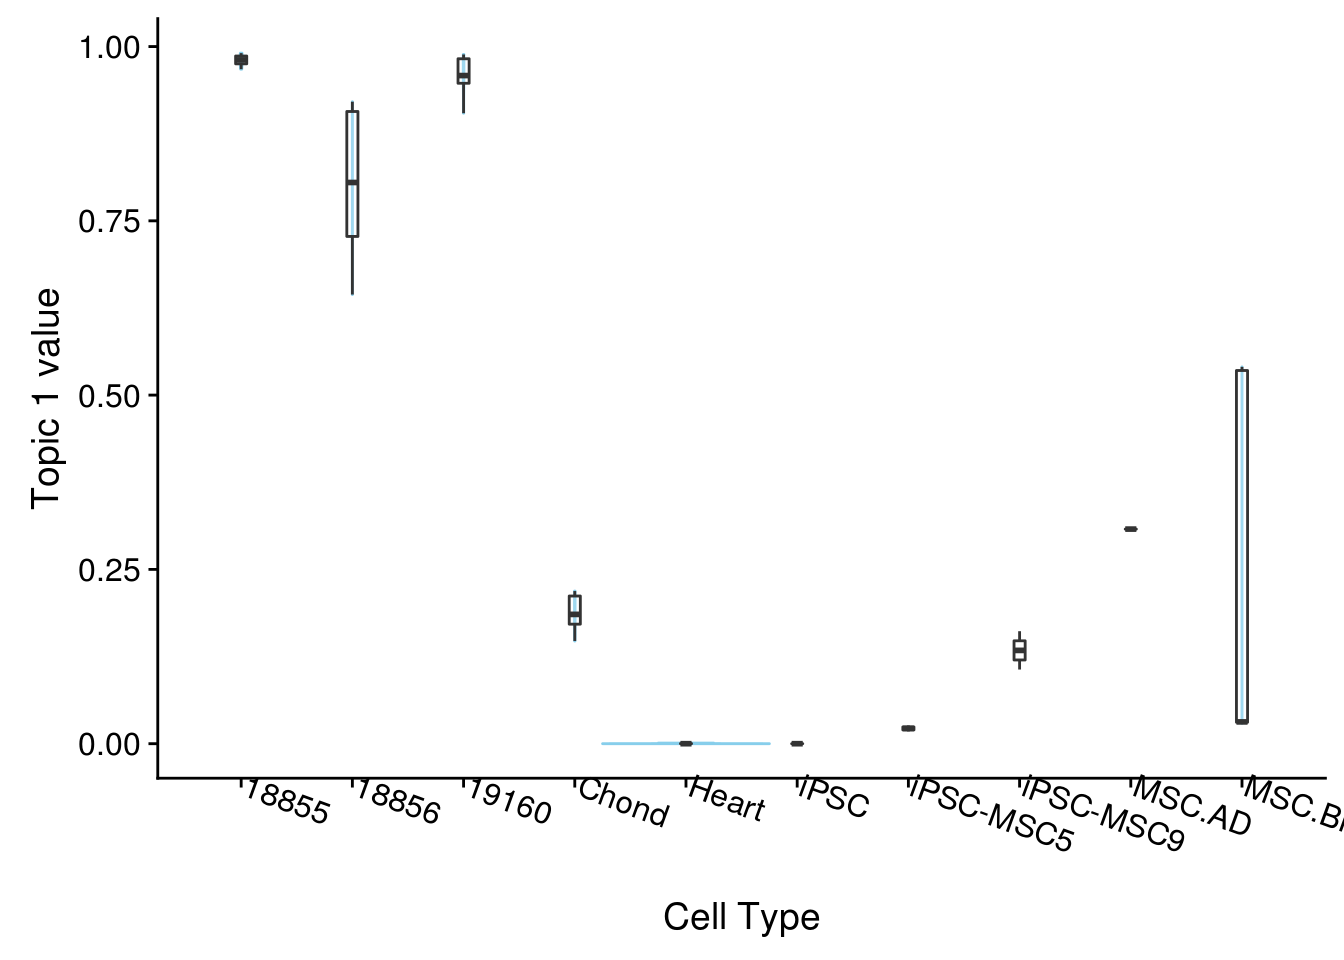 1.00
0.75
0.50
0.25
0.00
Topic 1 value
18855
18856
19160
Chond
Heart
iPSC
iPSC-MSC5
iPSC-MSC9
MSC.AD
Cell Type